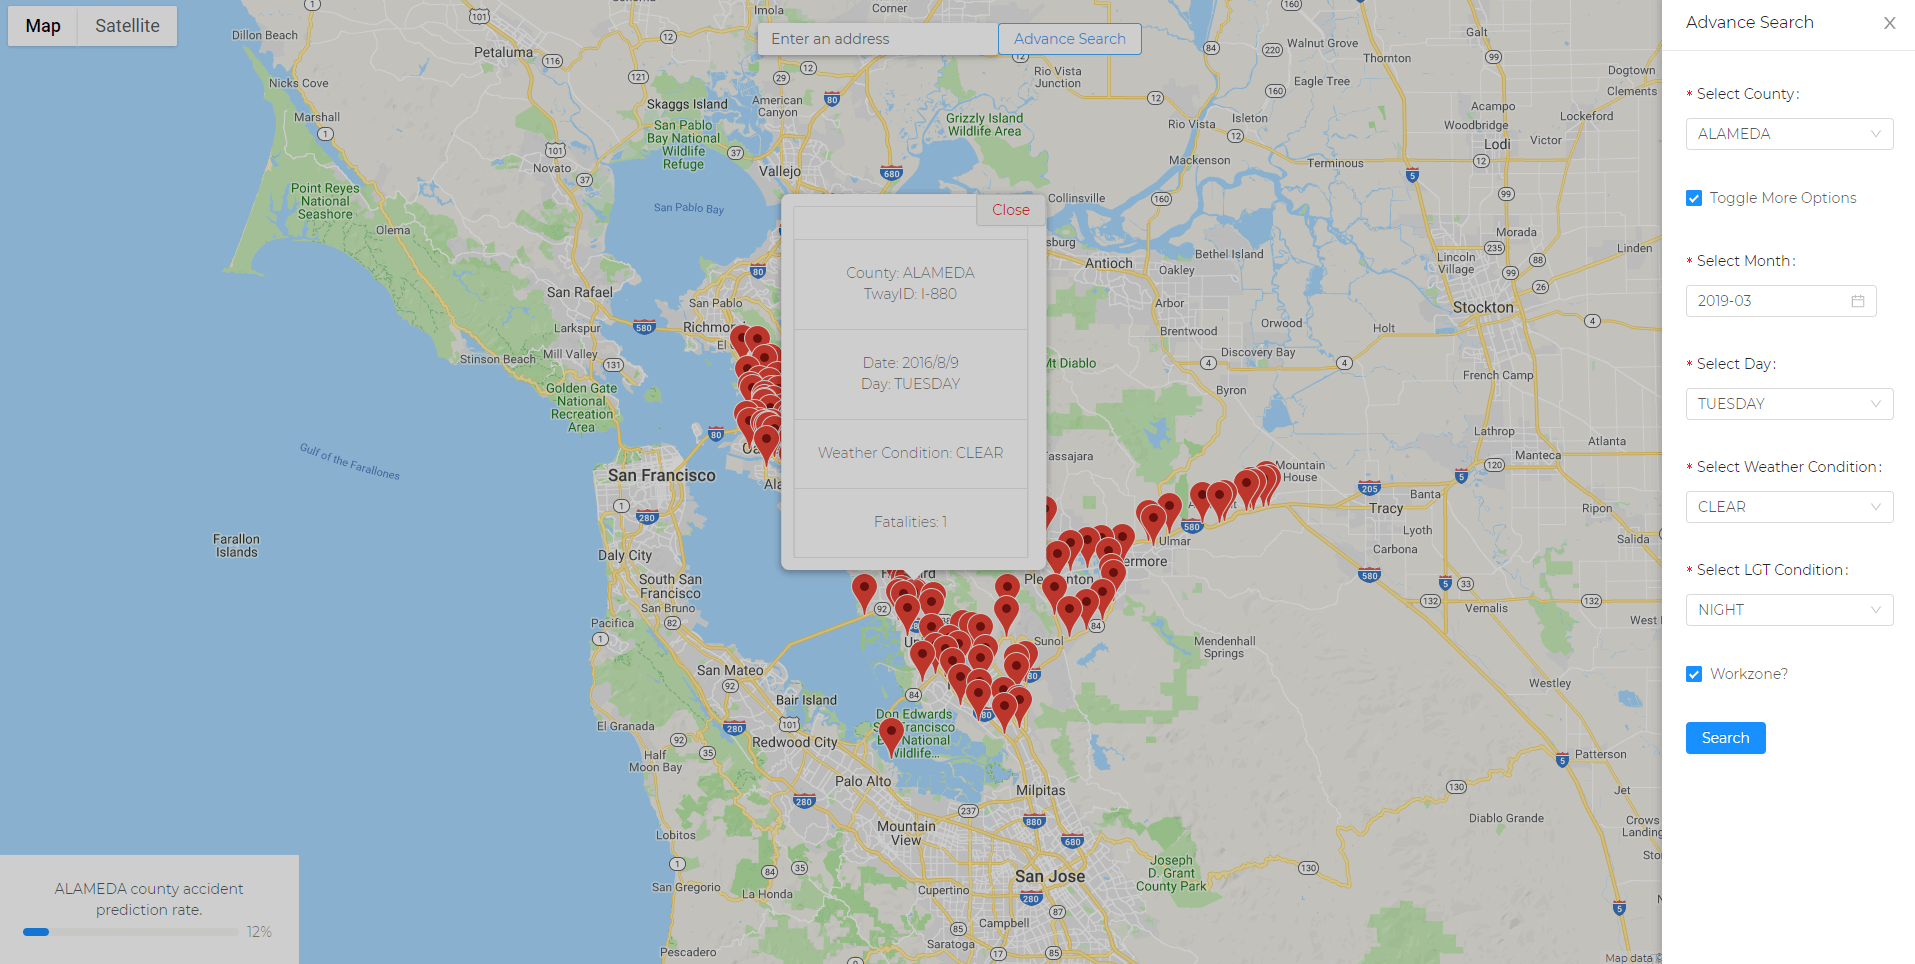 Map
Satellite
Enter an address
Advance Search
Imola
Corner
Dillon Beach
Petaluma
Nicks Cove
Marshall
Skaggs Island
American
Canyon
San Pablo
Bay National
Wildlife
Refuge
Novato
Vallejo
Point Reyes
National
Seashore
San Pablo Bay
Olema
Grizzly Island
Wildlife Area
Rio Vista
Junction
Walnut Grove
Thornton
Galt
Eagle Tree
Dogtown
Clements
Acampo
Woodbridge
Lockeford
Victor
Lodi
Isleton
Rio Vista
Mackenson
Terminous
Collinsville
Morada
Linden
Lincoln
Village
Bethel Island
Antioch
Oakley
Arbor
Stockton
Brentwood
Orwood
Holt
Discovery Bay
Mt Diablo
French Camp
Byron
San Rafael
San Pablo
Larkspur
Mill Valley
Stinson Beach
Golden Gate
National
Recreation
Area
Gulf of the Farallones
San Francisco
Farallon
Islands
Daly City
South San
Francisco
San Bruno
Pacifica
Lathrop
Manteca
Atlanta
Mountain
House
Banta
Tracy
Ripon
Lyoth
Salida
Carbona
Ulmar
Vernalis
Sunol
Mendenhall
Springs
Westley
San Mateo
Bair Island
Don Edwards
El Granada
Half
Moon Bay
Redwood City
Palo Alto
Milpitas
Patterson
Jet
Diablo Grande
Crows
Landing
Mountain
View
Lobitos
San Gregorio
La Honda
Cupertino
San Jose
Joseph
D. Grant
County Park
Campbell
Saratoga
Pescadero
Map data
Close
County: ALAMEDA
TwayID: I-880
Date: 2016/8/9
Day: TUESDAY
Weather Condition: CLEAR
Fatalities: 1
ALAMEDA county accident
prediction rate.
12%
Advance Search
* Select County:
ALAMEDA
Toggle More Options
* Select Month:
2019-03
* Select Day:
TUESDAY
* Select Weather Condition:
CLEAR
* Select LGT Condition:
NIGHT
Workzone?
Search